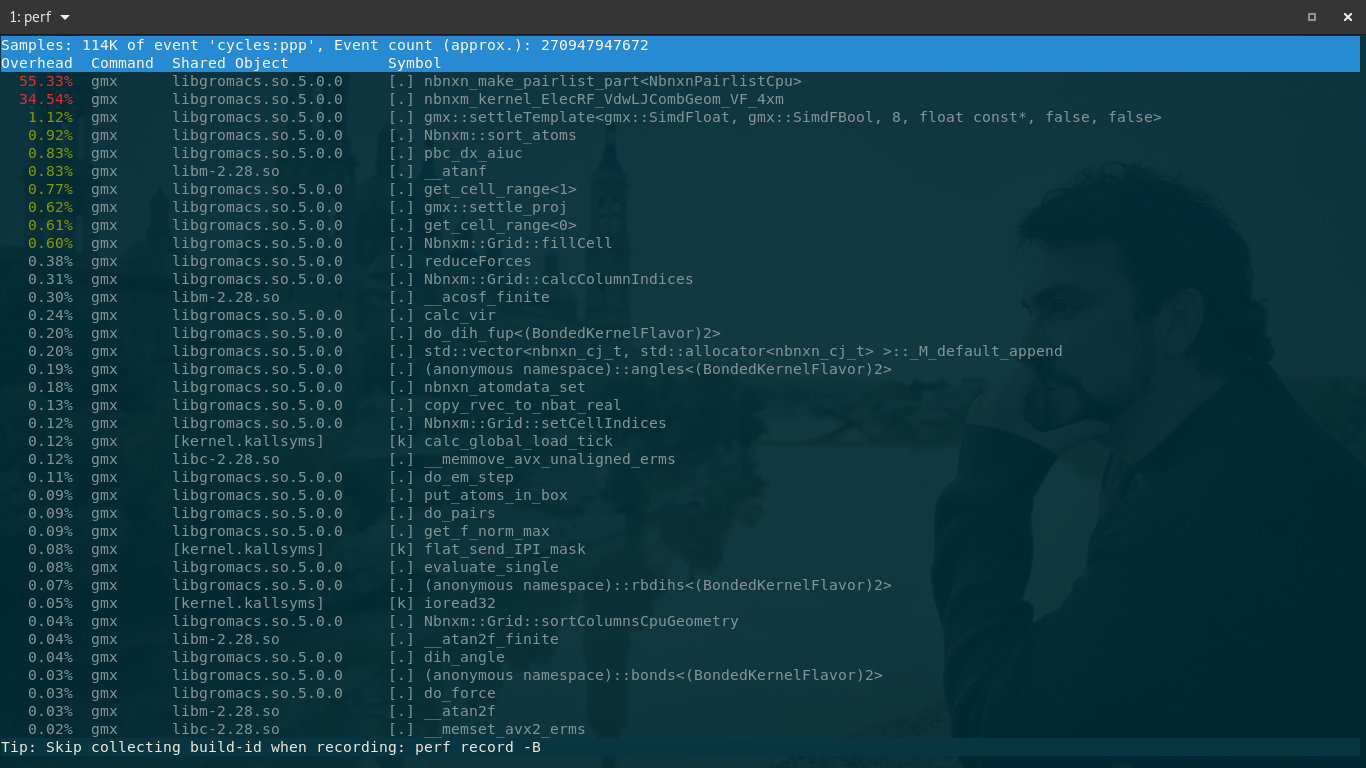 1: perf
Samples: 114K of event 'cycles:ppp', Event count (approx.): 270947947672
Overhead  Command  Shared Object  Symbol
55.33%  gmx  libgromacs.so.5.0.0  [.] nbnxn_make_pairlist_part<NbnxnPairlistCpu>
34.54%  gmx  libgromacs.so.5.0.0  [.] nbnxm_kernel_ElecRF_VdwLJCombGeom_VF_4xm
1.12%  gmx  libgromacs.so.5.0.0  [.] gmx::settleTemplate<gmx::SimdFloat, gmx::SimdFBool, 8, float const*, false, false>
0.92%  gmx  libgromacs.so.5.0.0  [.] Nbnxm::sort_atoms
0.83%  gmx  libgromacs.so.5.0.0  [.] pbc_dx_aiuc
0.83%  gmx  libm-2.28.so  [.] __atanf
0.77%  gmx  libgromacs.so.5.0.0  [.] get_cell_range<1>
0.62%  gmx  libgromacs.so.5.0.0  [.] gmx::settle_proj
0.61%  gmx  libgromacs.so.5.0.0  [.] get_cell_range<0>
0.60%  gmx  libgromacs.so.5.0.0  [.] Nbnxm::Grid::fillCell
0.38%  gmx  libgromacs.so.5.0.0  [.] reduceForces
0.31%  gmx  libgromacs.so.5.0.0  [.] Nbnxm::Grid::calcColumnIndices
0.30%  gmx  libm-2.28.so  [.] __acosf_finite
0.24%  gmx  libgromacs.so.5.0.0  [.] calc_vir
0.20%  gmx  libgromacs.so.5.0.0  [.] do_dih_fup<(BondedKernelFlavor)2>
0.20%  gmx  libgromacs.so.5.0.0  [.] std::vector<nbnxn_cj_t, std::allocator<nbnxn_cj_t> >::_M_default_append
0.19%  gmx  libgromacs.so.5.0.0  [.] (anonymous namespace)::angles<(BondedKernelFlavor)2>
0.18%  gmx  libgromacs.so.5.0.0  [.] nbnxn_atomdata_set
0.13%  gmx  libgromacs.so.5.0.0  [.] copy_rvec_to_nbat_real
0.12%  gmx  libgromacs.so.5.0.0  [.] Nbnxm::Grid::setCellIndices
0.12%  gmx  [kernel.kallsyms]  [k] calc_global_load_tick
0.12%  gmx  libc-2.28.so  [.] __memmove_avx_unaligned_erms
0.11%  gmx  libgromacs.so.5.0.0  [.] do_em_step
0.09%  gmx  libgromacs.so.5.0.0  [.] put_atoms_in_box
0.09%  gmx  libgromacs.so.5.0.0  [.] do_pairs
0.09%  gmx  libgromacs.so.5.0.0  [.] get_f_norm_max
0.08%  gmx  [kernel.kallsyms]  [k] flat_send_IPI_mask
0.08%  gmx  libgromacs.so.5.0.0  [.] evaluate_single
0.07%  gmx  libgromacs.so.5.0.0  [.] (anonymous namespace)::rbdihs<(BondedKernelFlavor)2>
0.05%  gmx  [kernel.kallsyms]  [k] ioread32
0.04%  gmx  libgromacs.so.5.0.0  [.] Nbnxm::Grid::sortColumnsCpuGeometry
0.04%  gmx  libm-2.28.so  [.] __atan2f_finite
0.04%  gmx  libgromacs.so.5.0.0  [.] dih_angle
0.03%  gmx  libgromacs.so.5.0.0  [.] (anonymous namespace)::bonds<(BondedKernelFlavor)2>
0.03%  gmx  libgromacs.so.5.0.0  [.] do_force
0.03%  gmx  libm-2.28.so  [.] __atan2f
0.02%  gmx  libc-2.28.so  [.] __memset_avx2_erms
Tip: Skip collecting build-id when recording: perf record -B